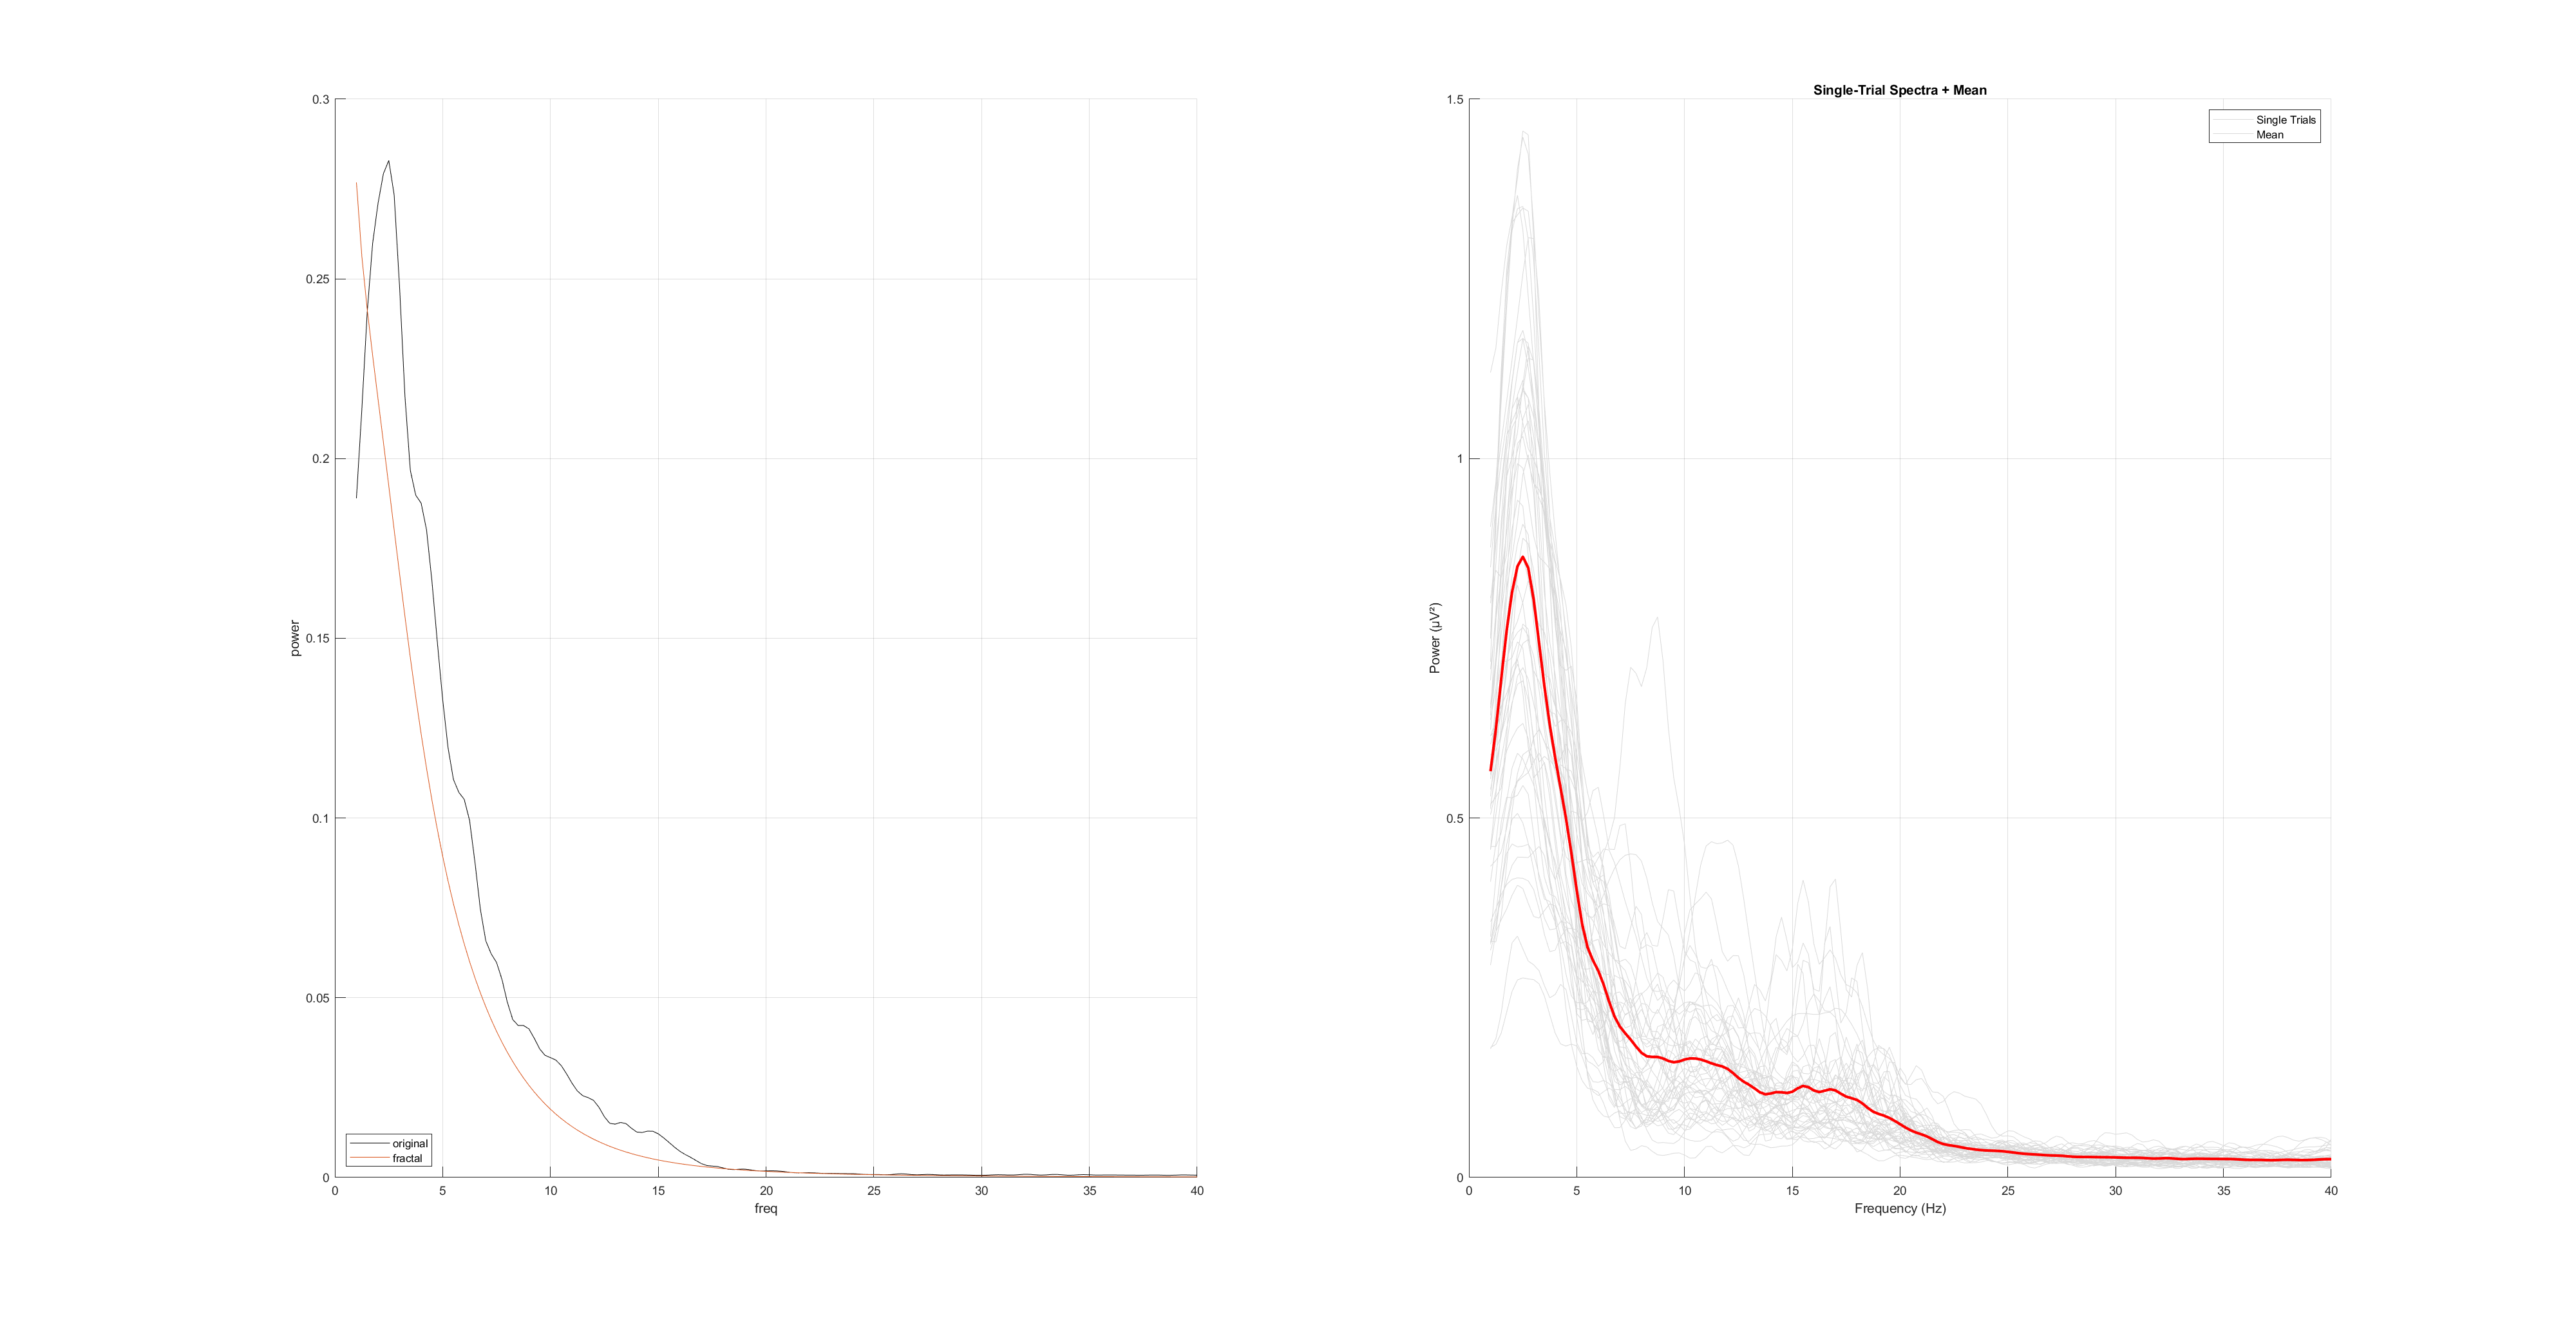 0.3
0.25
0.2
0.15
0.1
0.05
0
power
0 5 10 15 20 25 30 35 40
freq
original
fractal
Single-Trial Spectra + Mean
1.5
1
0.5
0
Power (µV²)
0 5 10 15 20 25 30 35 40
Frequency (Hz)
Single Trials
Mean